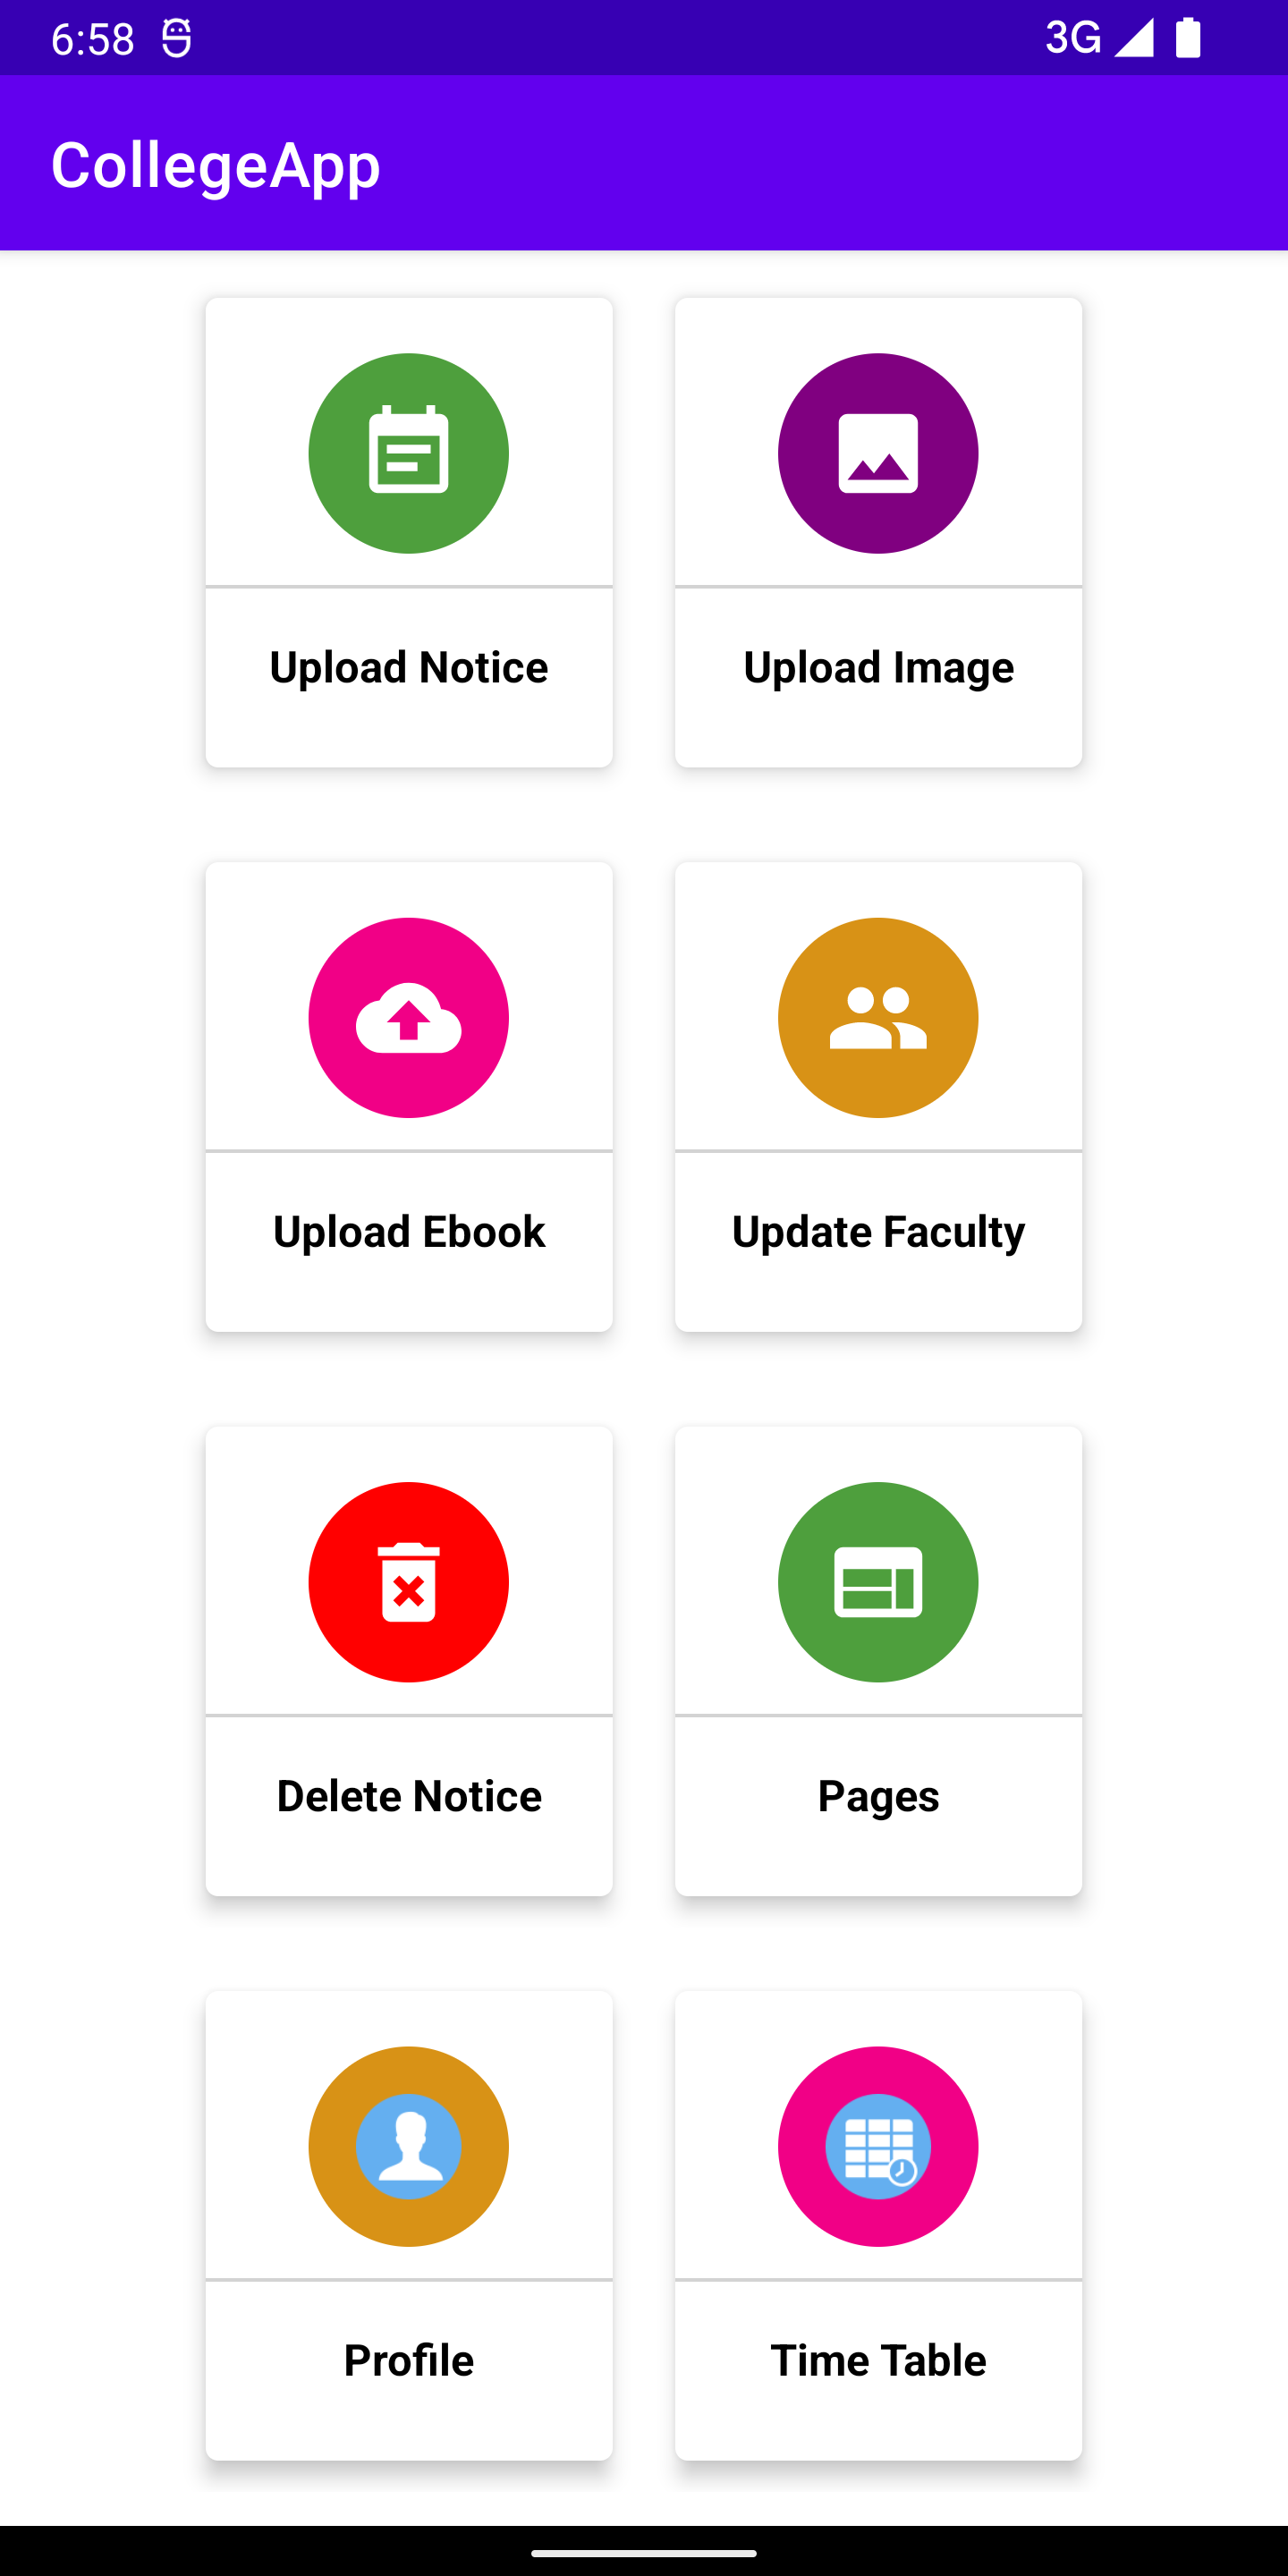 6:58 3G
CollegeApp
Upload Notice
Upload Image
Upload Ebook
Update Faculty
Delete Notice
Pages
Profile
Time Table